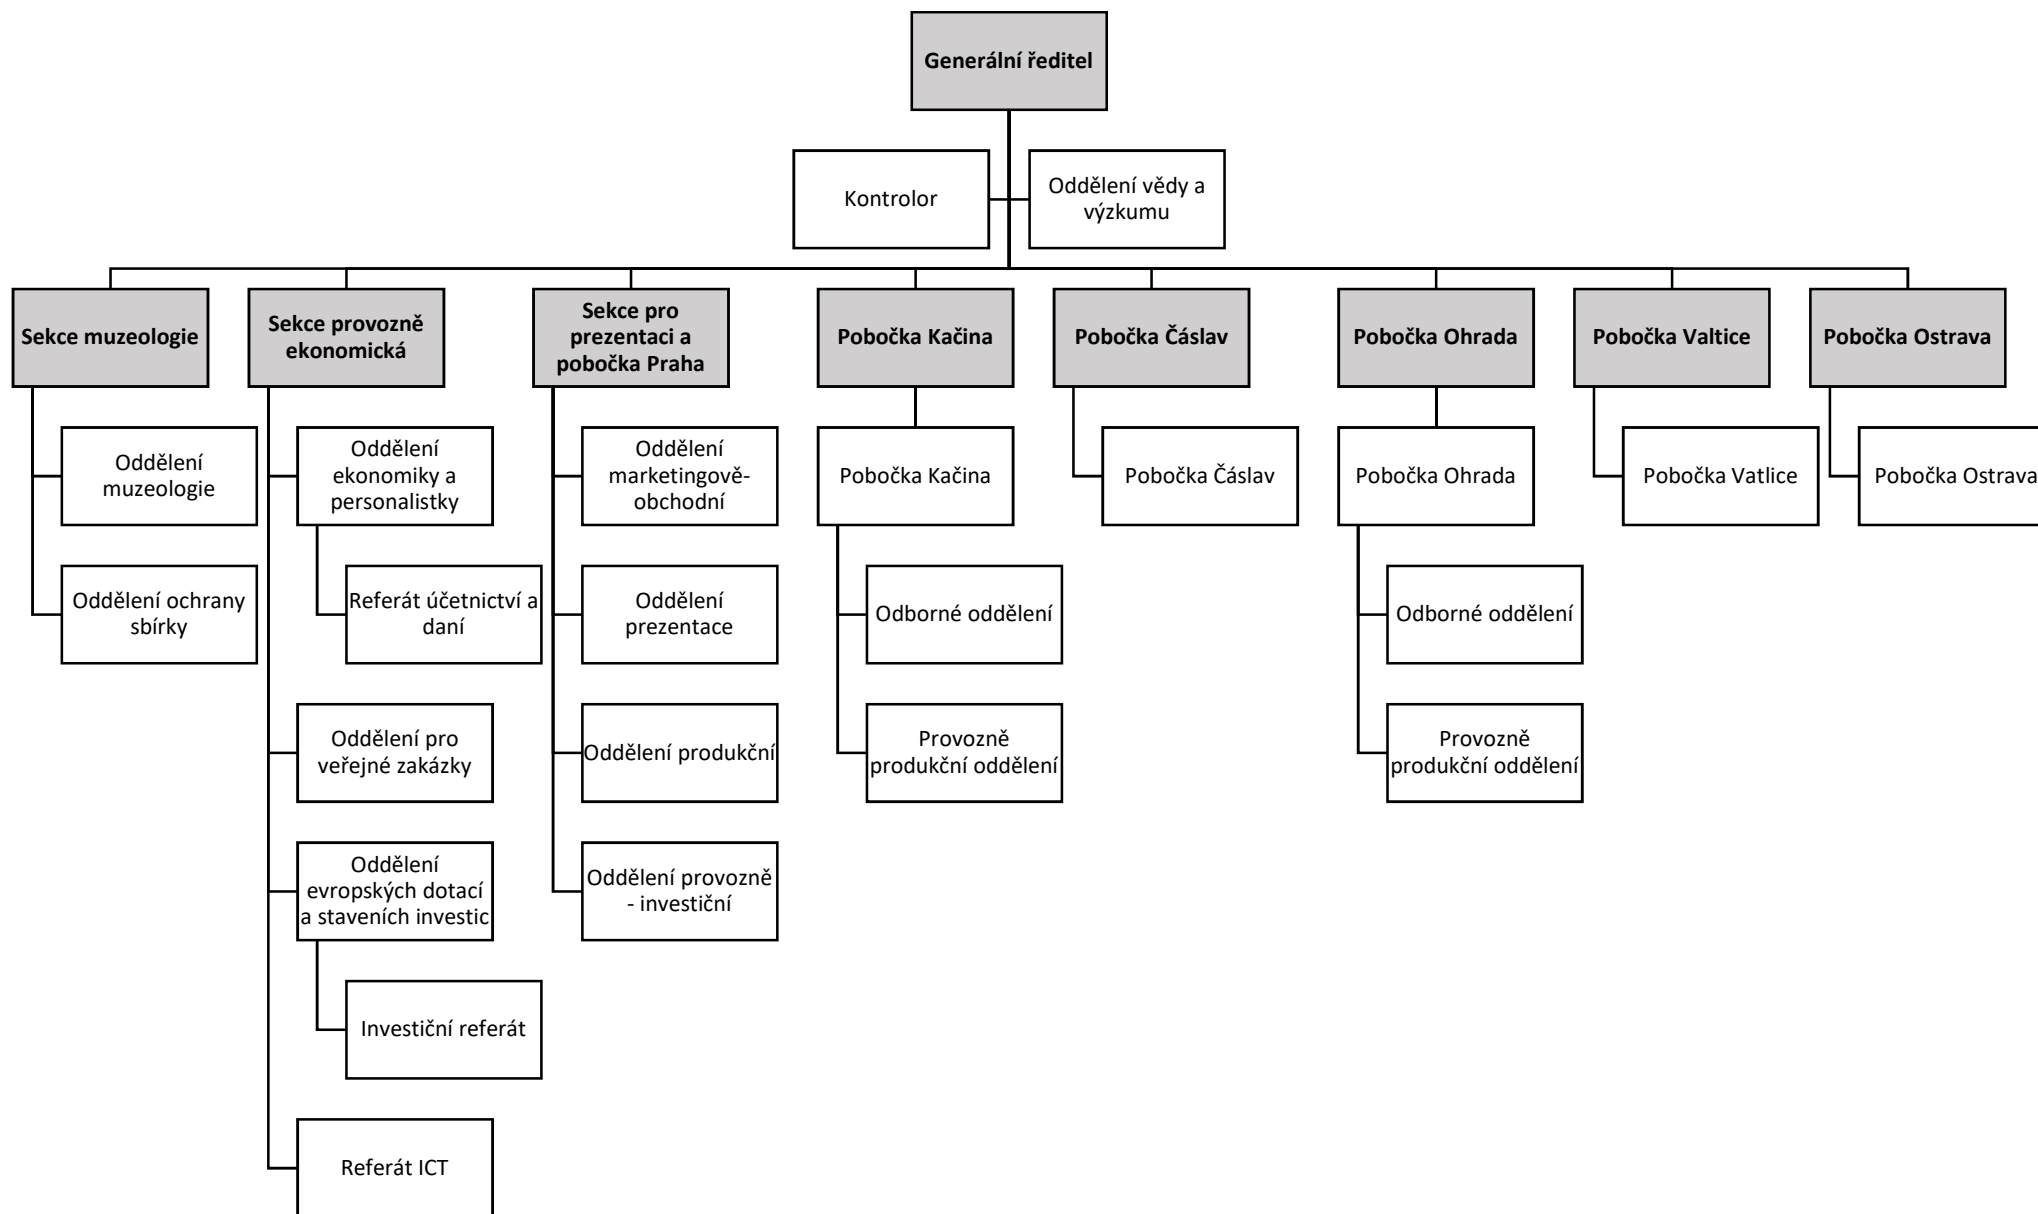 Generální ředitel
Kontrolor
Oddělení vědy a
výzkumu
Sekce muzeologie
Sekce provozně
ekonomická
Sekce pro
prezentaci a
pobočka Praha
Pobočka Kačina
Pobočka Čáslav
Pobočka Ohrada
Pobočka Valtice
Pobočka Ostrava
Oddělení
muzeologie
Oddělení ochrany
sbírky
Oddělení
ekonomiky a
personalistky
Referát účetnictví a
daní
Oddělení pro
veřejné zakázky
Oddělení
evropských dotací
a staveních investic
Investiční referát
Referát ICT
Oddělení
marketingově-
obchodní
Oddělení
prezentace
Oddělení produkční
Oddělení provozně
- investiční
Pobočka Kačina
Odborné oddělení
Provozně
produkční oddělení
Pobočka Čáslav
Pobočka Ohrada
Odborné oddělení
Provozně
produkční oddělení
Pobočka Vatlice
Pobočka Ostrava